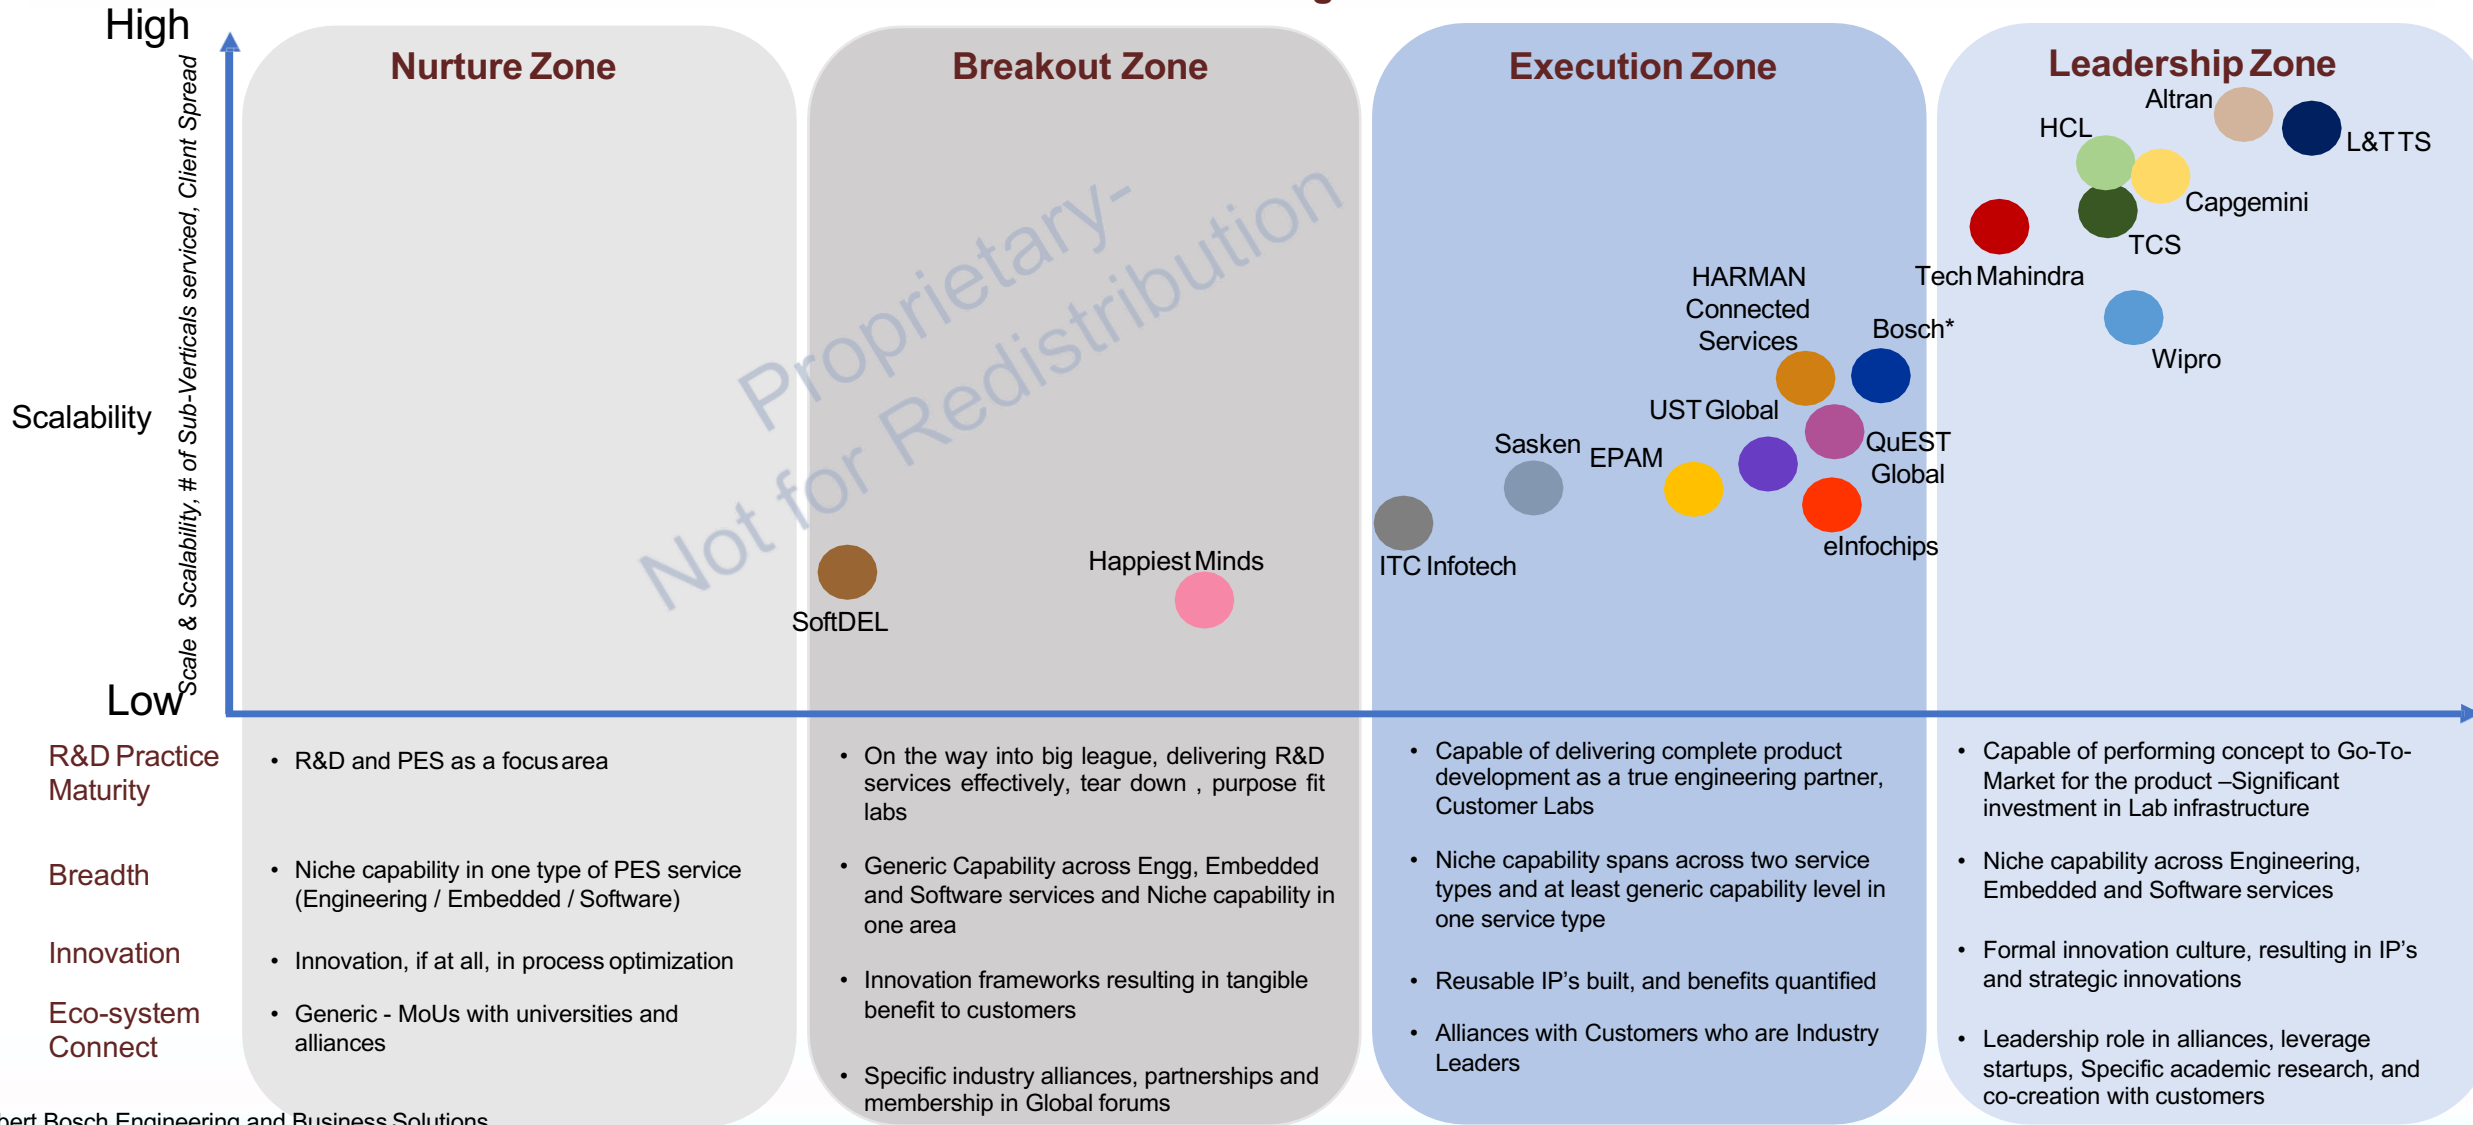 High
Nurture Zone
Breakout Zone
Execution Zone
Leadership Zone
Scale & Scalability, # of Sub-Verticals serviced, Client Spread
Scalability
Low
Proprietary-
Not for Redistribution
Altran
L&T TS
HCL
Capgemini
TCS
Tech Mahindra
Wipro
HARMAN
Connected
Services
Bosch*
UST Global
QuEST
Global
Sasken
EPAM
eInfochips
ITC Infotech
Happiest Minds
SoftDEL
R&D Practice
Maturity
• R&D and PES as a focus area
• On the way into big league, delivering R&D
services effectively, tear down , purpose fit
labs
• Capable of delivering complete product
development as a true engineering partner,
Customer Labs
• Capable of performing concept to Go-To-
Market for the product –Significant
investment in Lab infrastructure
Breadth
• Niche capability in one type of PES service
(Engineering / Embedded / Software)
• Generic Capability across Engg, Embedded
and Software services and Niche capability in
one area
• Niche capability spans across two service
types and at least generic capability level in
one service type
• Niche capability across Engineering,
Embedded and Software services
Innovation
• Innovation, if at all, in process optimization
• Innovation frameworks resulting in tangible
benefit to customers
• Reusable IP's built, and benefits quantified
• Formal innovation culture, resulting in IP's
and strategic innovations
Eco-system
Connect
• Generic - MoUs with universities and
alliances
• Specific industry alliances, partnerships and
membership in Global forums
• Alliances with Customers who are Industry
Leaders
• Leadership role in alliances, leverage
startups, Specific academic research, and
co-creation with customers
Bosch Engineering and Business Solutions